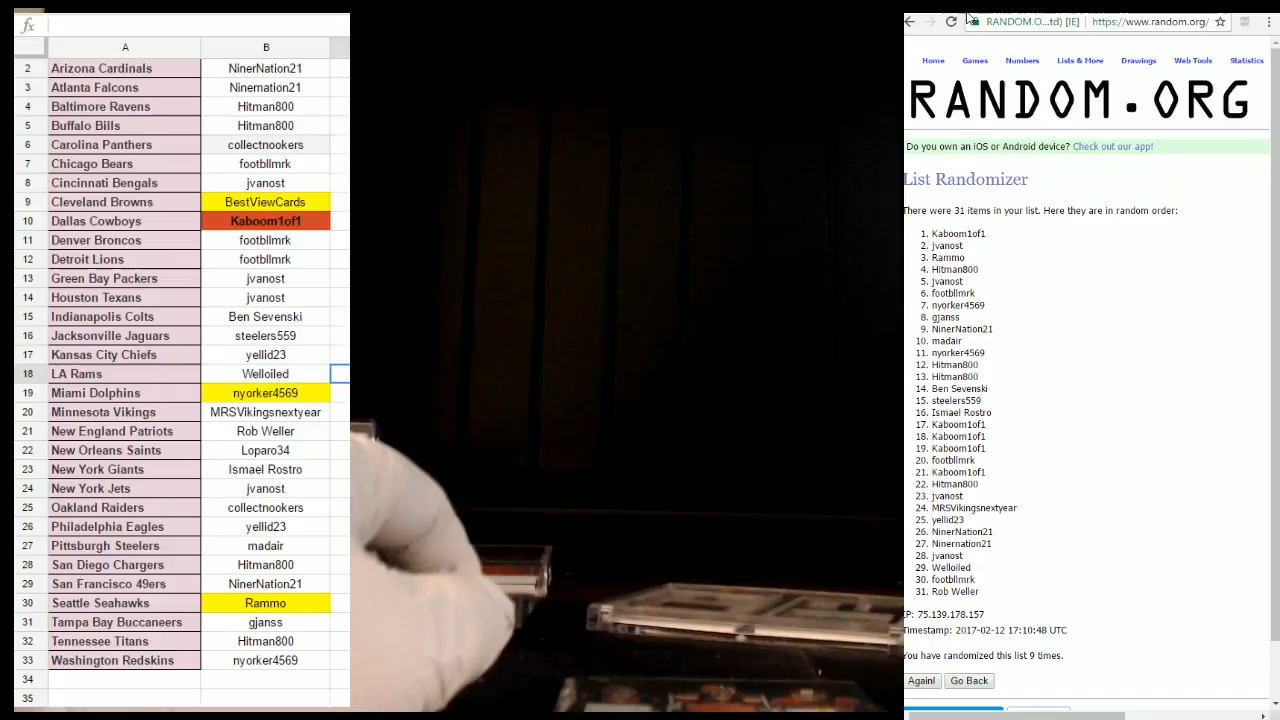 fx
A B
2 Arizona Cardinals NinerNation21
3 Atlanta Falcons Ninernation21
4 Baltimore Ravens Hitman800
5 Buffalo Bills Hitman800
6 Carolina Panthers collectnookers
7 Chicago Bears footbllmrk
8 Cincinnati Bengals jvanost
9 Cleveland Browns BestViewCards
10 Dallas Cowboys Kaboom1of1
11 Denver Broncos footbllmrk
12 Detroit Lions footbllmrk
13 Green Bay Packers jvanost
14 Houston Texans jvanost
15 Indianapolis Colts Ben Sevenski
16 Jacksonville Jaguars steelers559
17 Kansas City Chiefs yellid23
18 LA Rams Welloiled
19 Miami Dolphins nyorker4569
20 Minnesota Vikings MRSVikingsnextyear
21 New England Patriots Rob Weller
22 New Orleans Saints Loparo34
23 New York Giants Ismael Rostro
24 New York Jets jvanost
25 Oakland Raiders collectnookers
26 Philadelphia Eagles yellid23
27 Pittsburgh Steelers madair
28 San Diego Chargers Hitman800
29 San Francisco 49ers NinerNation21
30 Seattle Seahawks Rammo
31 Tampa Bay Buccaneers gjanss
32 Tennessee Titans Hitman800
33 Washington Redskins nyorker4569
34
35
RANDOM.O...td) [IE] https://www.random.org/
Home Games Numbers Lists & More Drawings Web Tools Statistics
RANDOM.ORG
Do you own an iOS or Android device? Check out our app!
List Randomizer
There were 31 items in your list. Here they are in random order:
1. Kaboom1of1
2. jvanost
3. Rammo
4. Hitman800
5. jvanost
6. footbllmrk
7. nyorker4569
8. gjanss
9. NinerNation21
10. madair
11. nyorker4569
12. Hitman800
13. Hitman800
14. Ben Sevenski
15. steelers559
16. Ismael Rostro
17. Kaboom1of1
18. Kaboom1of1
19. Kaboom1of1
20. footbllmrk
21. Kaboom1of1
22. Hitman800
23. jvanost
24. MRSVikingsnextyear
25. yellid23
26. NinerNation21
27. Ninernation21
28. jvanost
29. Welloiled
30. footbllmrk
31. Rob Weller
IP: 75.139.178.157
Timestamp: 2017-02-12 17:10:48 UTC
You have randomized this list 9 times.
Again! Go Back